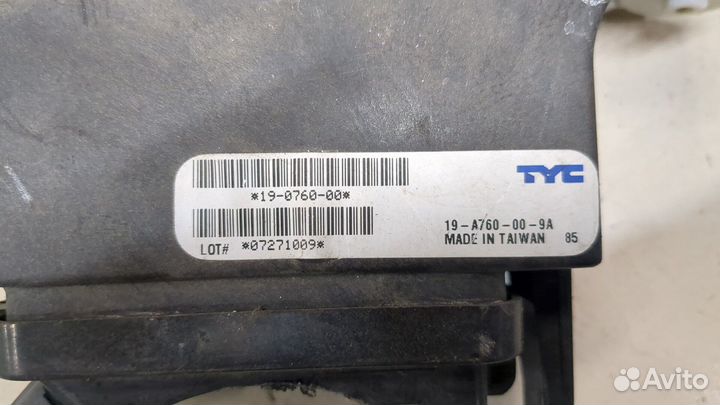 TYC
*19-0760-00*
19-A760-00-9A
LOT# *07271009*
MADE IN TAIWAN 85
Avito